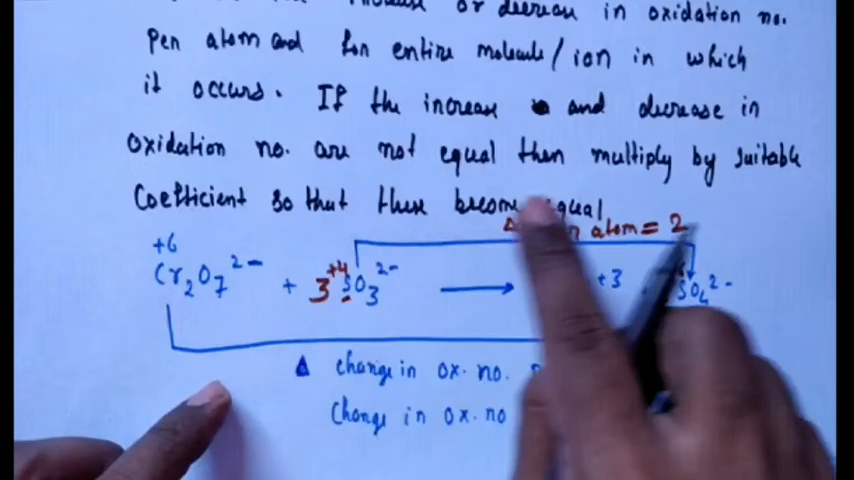 or decrease in oxidation no.
per atom and for entire molecule/ion in which
it occurs. If the increase and decrease in
oxidation no. are not equal then multiply by suitable
Coefficient so that these become equal
atom = 2
+6 +4 +3
Cr2O7 2- + 3 SO3 2- → SO4 2-
Δ change in ox. no.
Change in ox. no